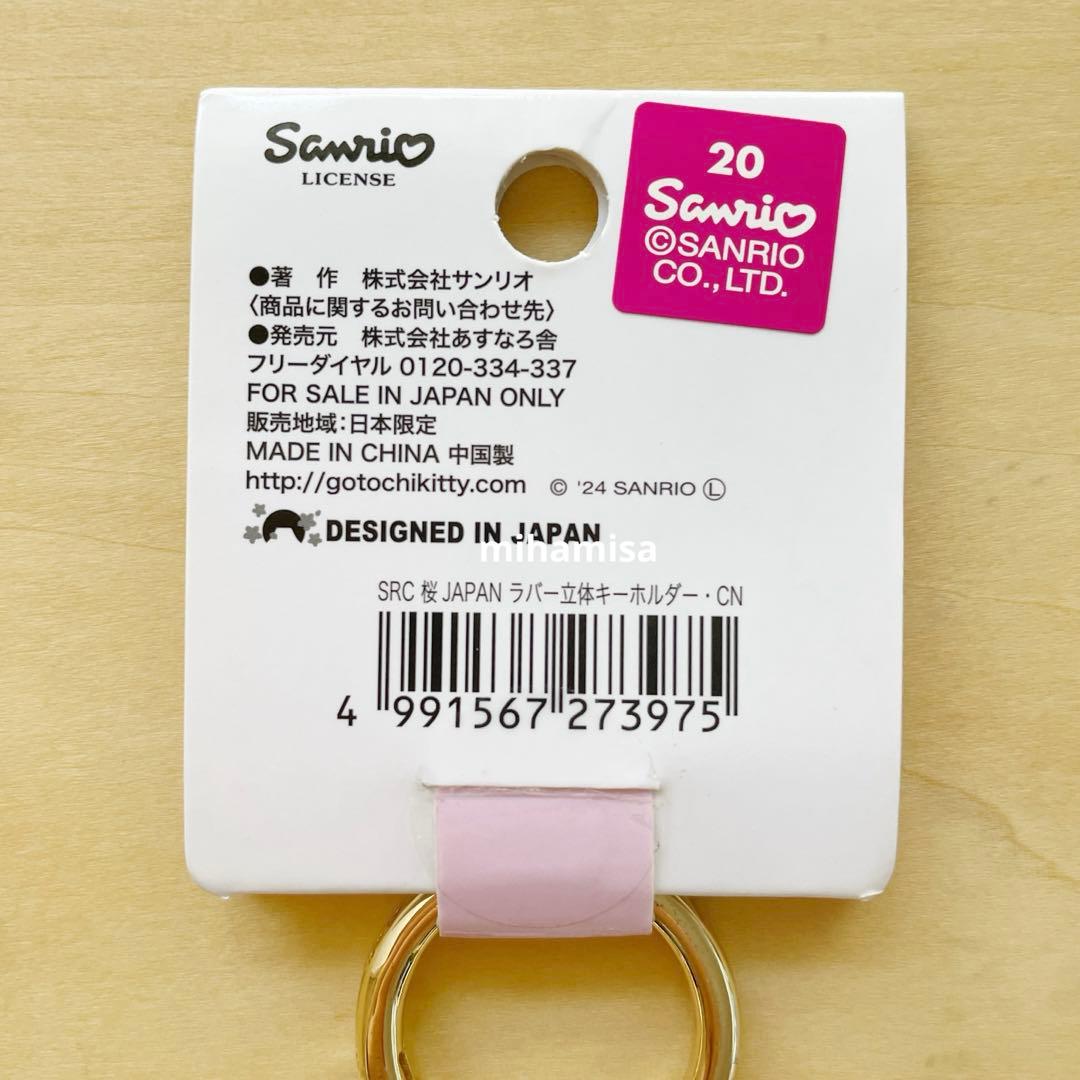 Sanrio
LICENSE
20
Sanrio
©SANRIO
CO., LTD.
●著 作 株式会社サンリオ
〈商品に関するお問い合わせ先〉
●発売元 株式会社あすなろ舎
フリーダイヤル 0120-334-337
FOR SALE IN JAPAN ONLY
販売地域:日本限定
MADE IN CHINA 中国製
http://gotochikitty.com © '24 SANRIO Ⓛ
DESIGNED IN JAPAN
mihamisa
SRC 桜 JAPAN ラバー立体キーホルダー・CN
4 991567 273975